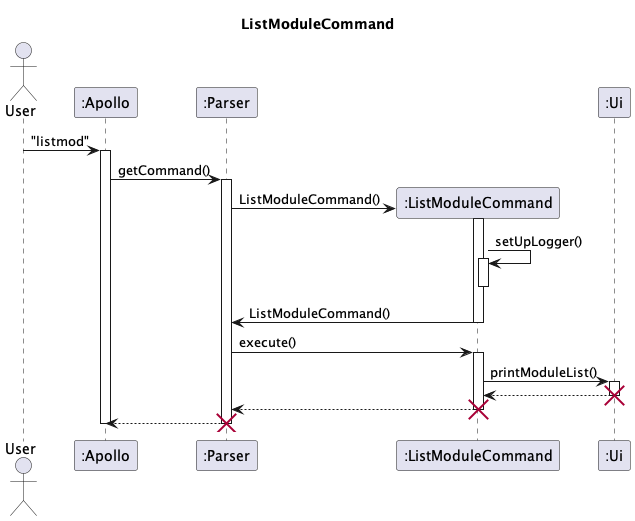 ListModuleCommand
User
:Apollo
:Parser
:Ui
"listmod"
getCommand()
ListModuleCommand()
:ListModuleCommand
setUpLogger()
ListModuleCommand()
execute()
printModuleList()
User
:Apollo
:Parser
:ListModuleCommand
:Ui